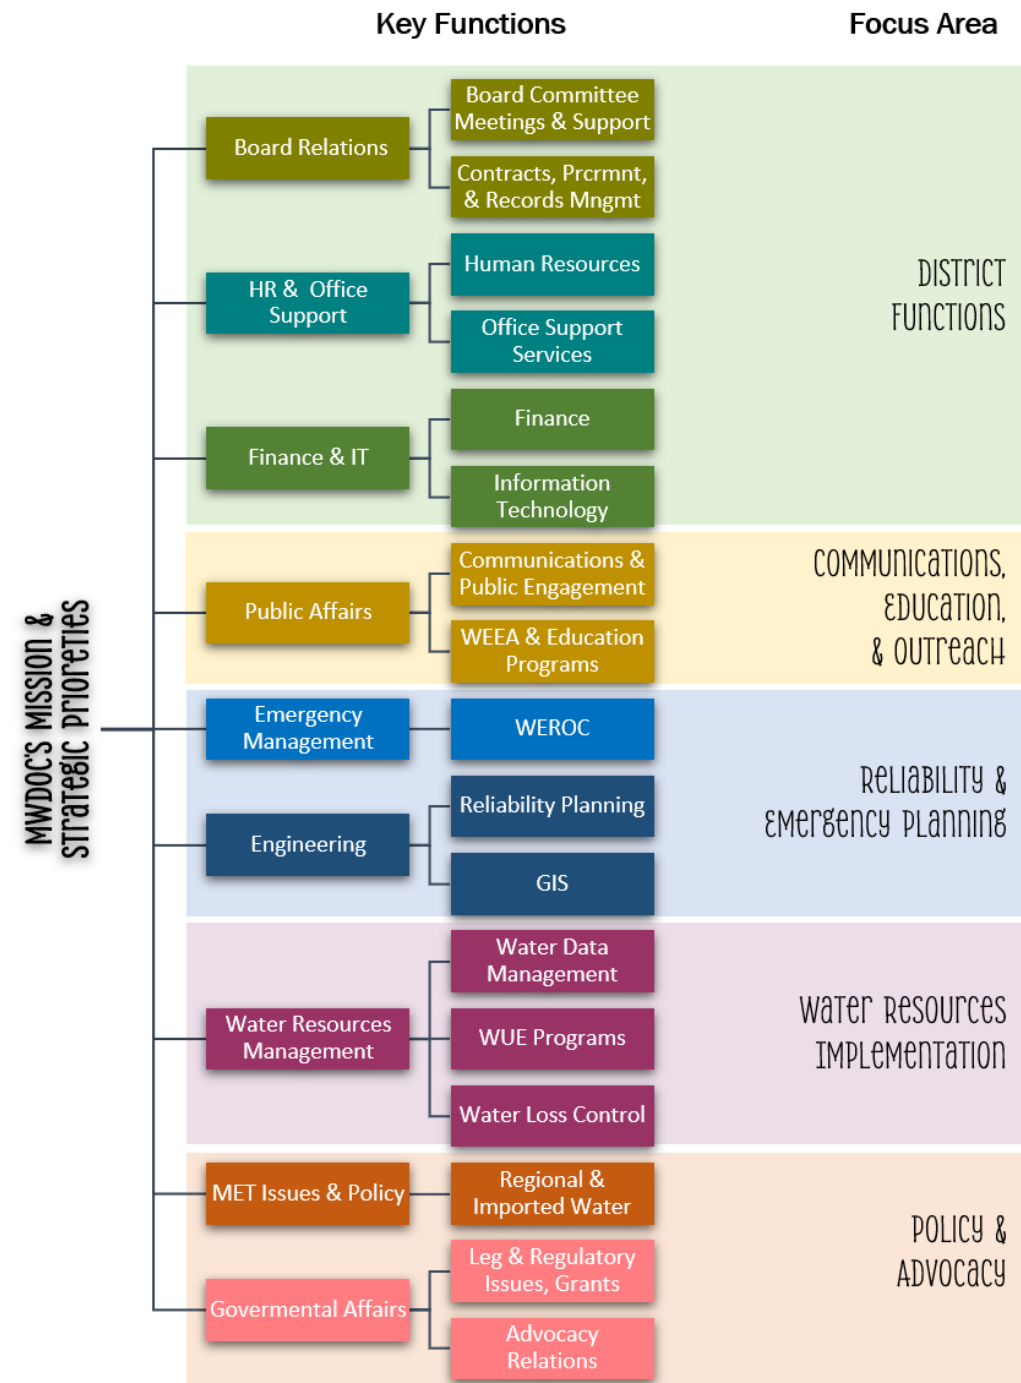 Key Functions
Focus Area
MWDOC'S MISSION &
STRATEGIC PRIORETIES
Board Relations
Board Committee
Meetings & Support
Contracts, Prcrmnt,
& Records Mngmt
HR & Office
Support
Human Resources
Office Support
Services
Finance & IT
Finance
Information
Technology
DISTRICT
FUNCTIONS
Public Affairs
Communications &
Public Engagement
WEEA & Education
Programs
COMMUNICATIONS,
EDUCATION,
& OUTREACH
Emergency
Management
WEROC
Engineering
Reliability Planning
GIS
RELIABILITY &
EMERGENCY PLANNING
Water Resources
Management
Water Data
Management
WUE Programs
Water Loss Control
WATER RESOURCES
IMPLEMENTATION
MET Issues & Policy
Regional &
Imported Water
Govermental Affairs
Leg & Regulatory
Issues, Grants
Advocacy
Relations
POLICY &
ADVOCACY